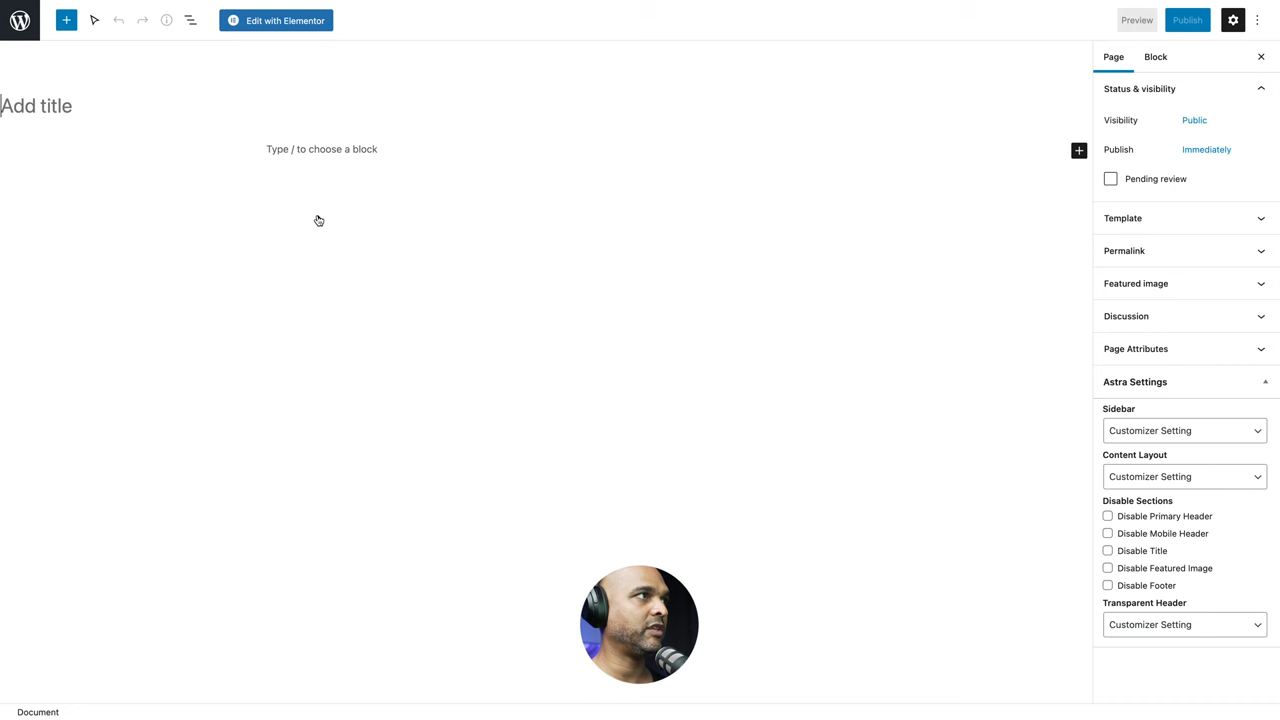 Edit with Elementor
Preview
Publish
Page
Block
Add title
Type / to choose a block
Status & visibility
Visibility
Public
Publish
Immediately
Pending review
Template
Permalink
Featured image
Discussion
Page Attributes
Astra Settings
Sidebar
Customizer Setting
Content Layout
Customizer Setting
Disable Sections
Disable Primary Header
Disable Mobile Header
Disable Title
Disable Featured Image
Disable Footer
Transparent Header
Customizer Setting
Document